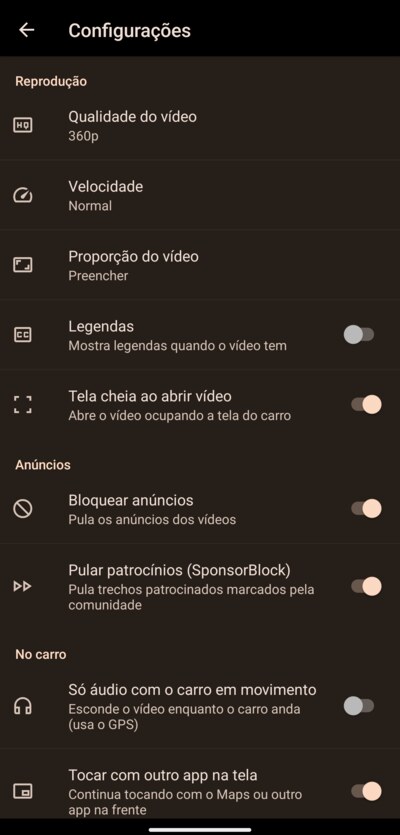 Configurações
Reprodução
HQ
Qualidade do vídeo
360p
Velocidade
Normal
Proporção do vídeo
Preencher
CC
Legendas
Mostra legendas quando o vídeo tem
Tela cheia ao abrir vídeo
Abre o vídeo ocupando a tela do carro
Anúncios
Bloquear anúncios
Pula os anúncios dos vídeos
Pular patrocínios (SponsorBlock)
Pula trechos patrocinados marcados pela
comunidade
No carro
Só áudio com o carro em movimento
Esconde o vídeo enquanto o carro anda
(usa o GPS)
Tocar com outro app na tela
Continua tocando com o Maps ou outro
app na frente